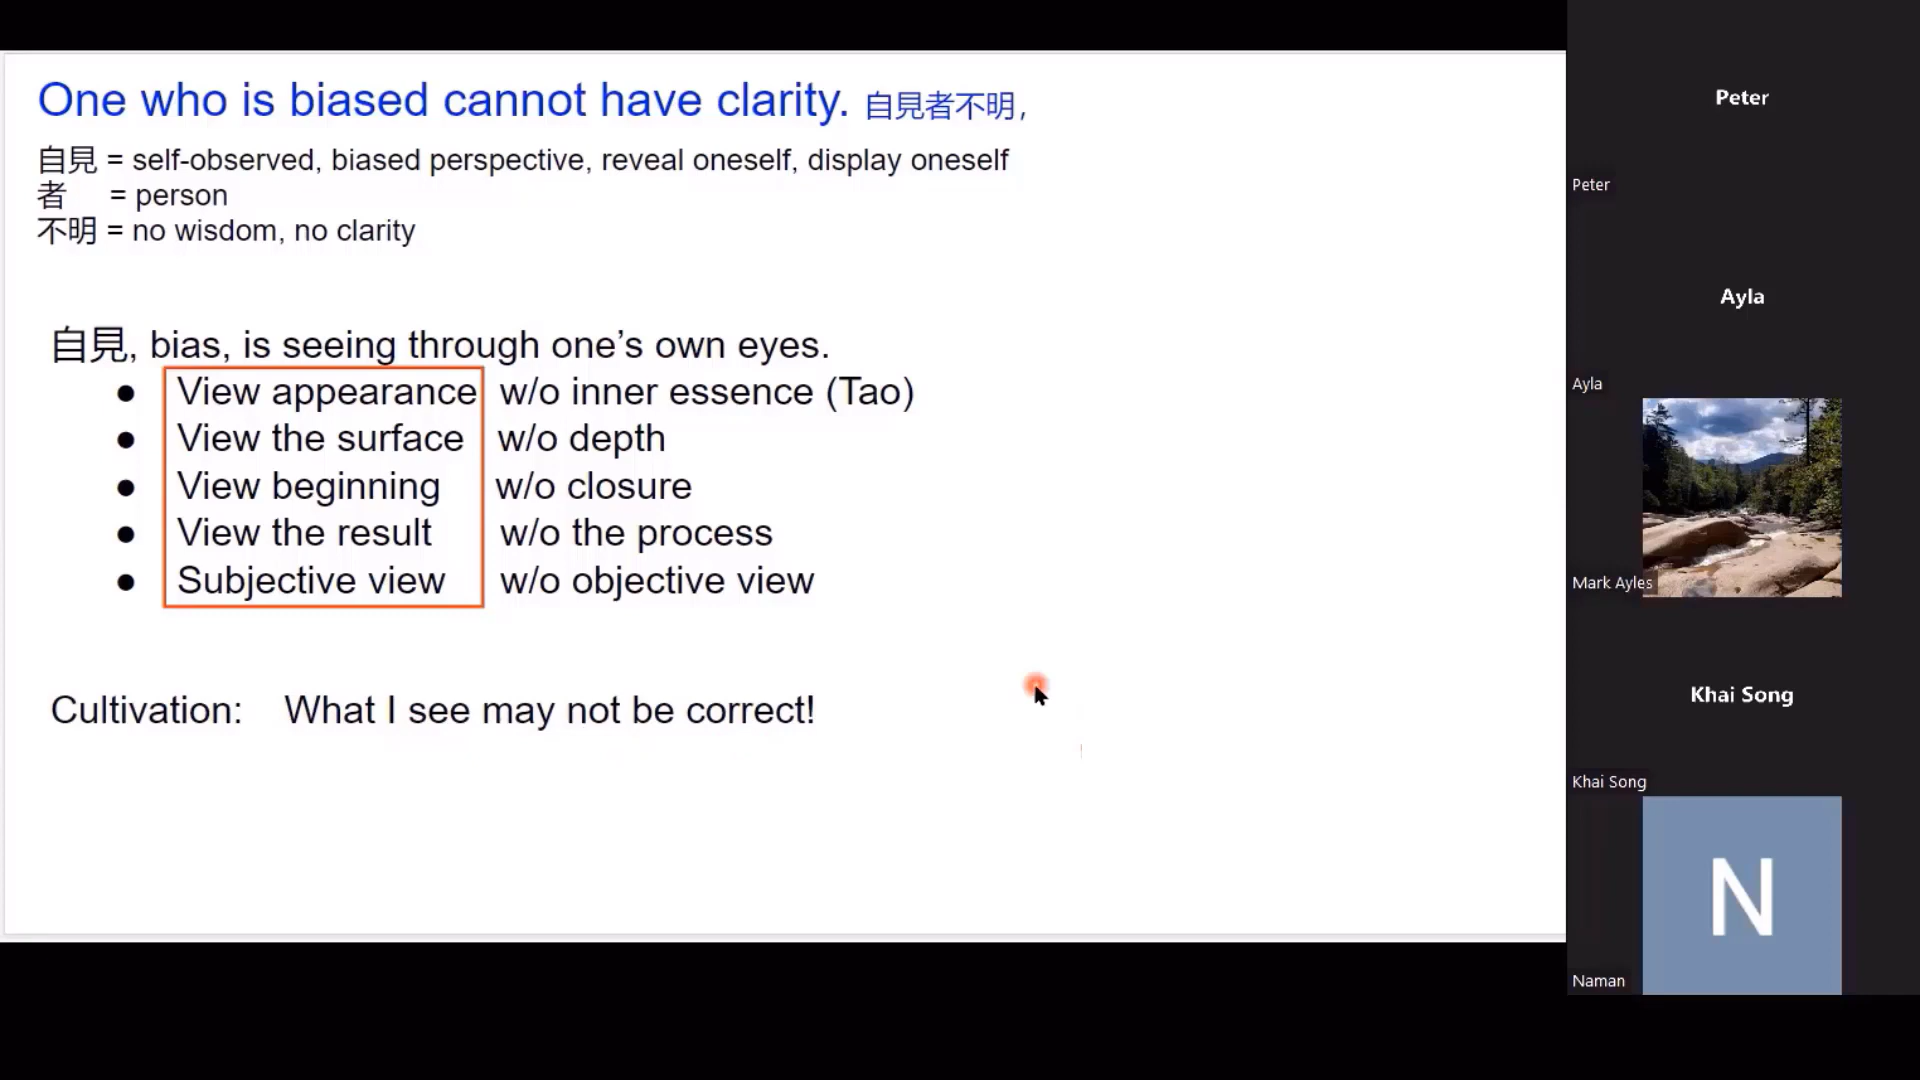 One who is biased cannot have clarity. 自見者不明,
自見 = self-observed, biased perspective, reveal oneself, display oneself
者 = person
不明 = no wisdom, no clarity
自見, bias, is seeing through one’s own eyes.
● View appearance w/o inner essence (Tao)
● View the surface w/o depth
● View beginning w/o closure
● View the result w/o the process
● Subjective view w/o objective view
Cultivation: What I see may not be correct!
Peter
Peter
Ayla
Ayla
Mark Ayles
Khai Song
Khai Song
N
Naman